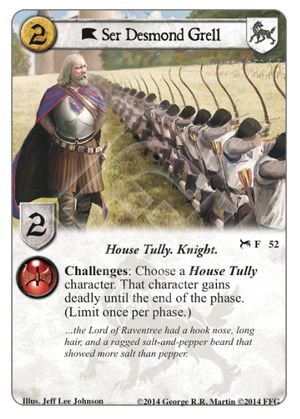 2
Ser Desmond Grell
2
House Tully. Knight.
F 52
Challenges: Choose a House Tully
character. That character gains
deadly until the end of the phase.
(Limit once per phase.)
...the Lord of Raventree had a hook nose, long
hair, and a ragged salt-and-pepper beard that
showed more salt than pepper.
Illus. Jeff Lee Johnson ©2014 George R.R. Martin ©2014 FFG